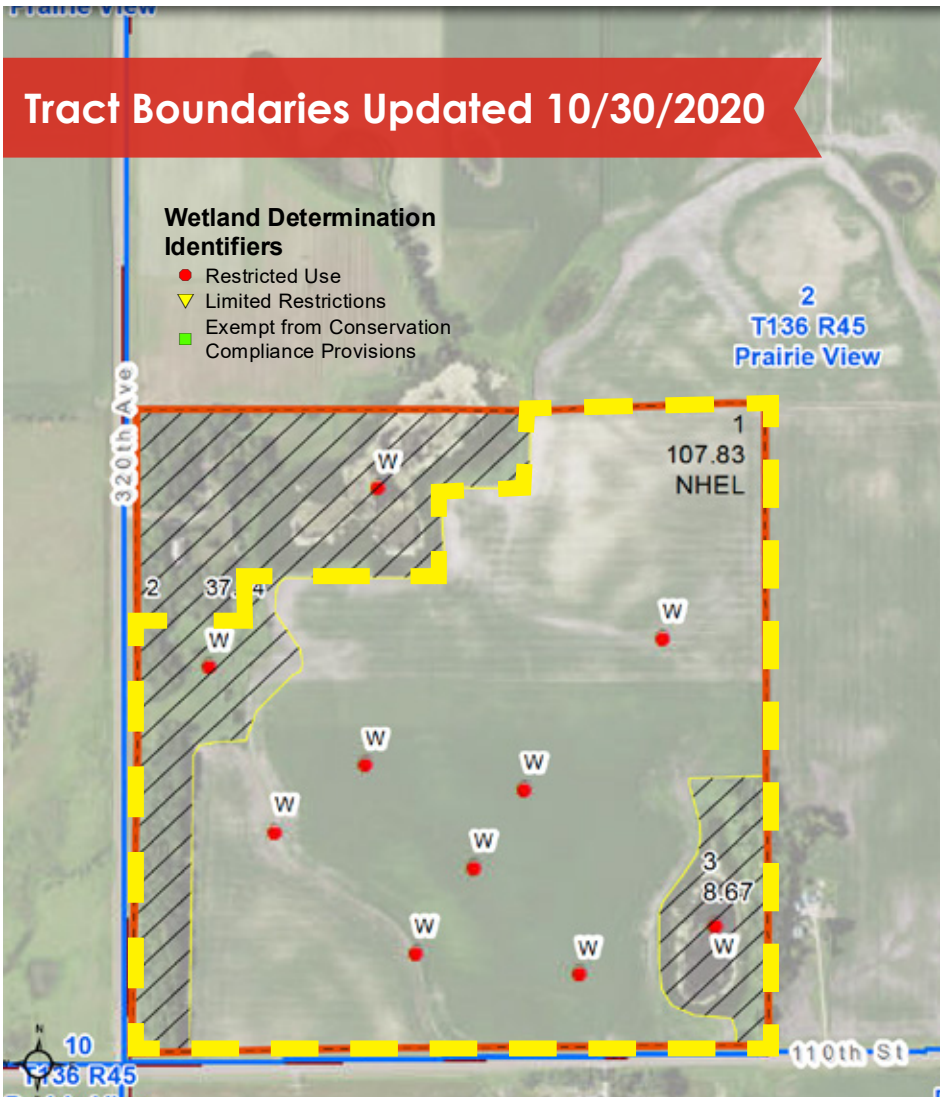 Prairie View
Tract Boundaries Updated 10/30/2020
Wetland Determination
Identifiers
Restricted Use
Limited Restrictions
Exempt from Conservation
Compliance Provisions
2
T136 R45
Prairie View
320th Ave
1
107.83
NHEL
W
2
W
W
W
W
W
W
3
8.67
W
W
W
N
10
T136 R45
110th St